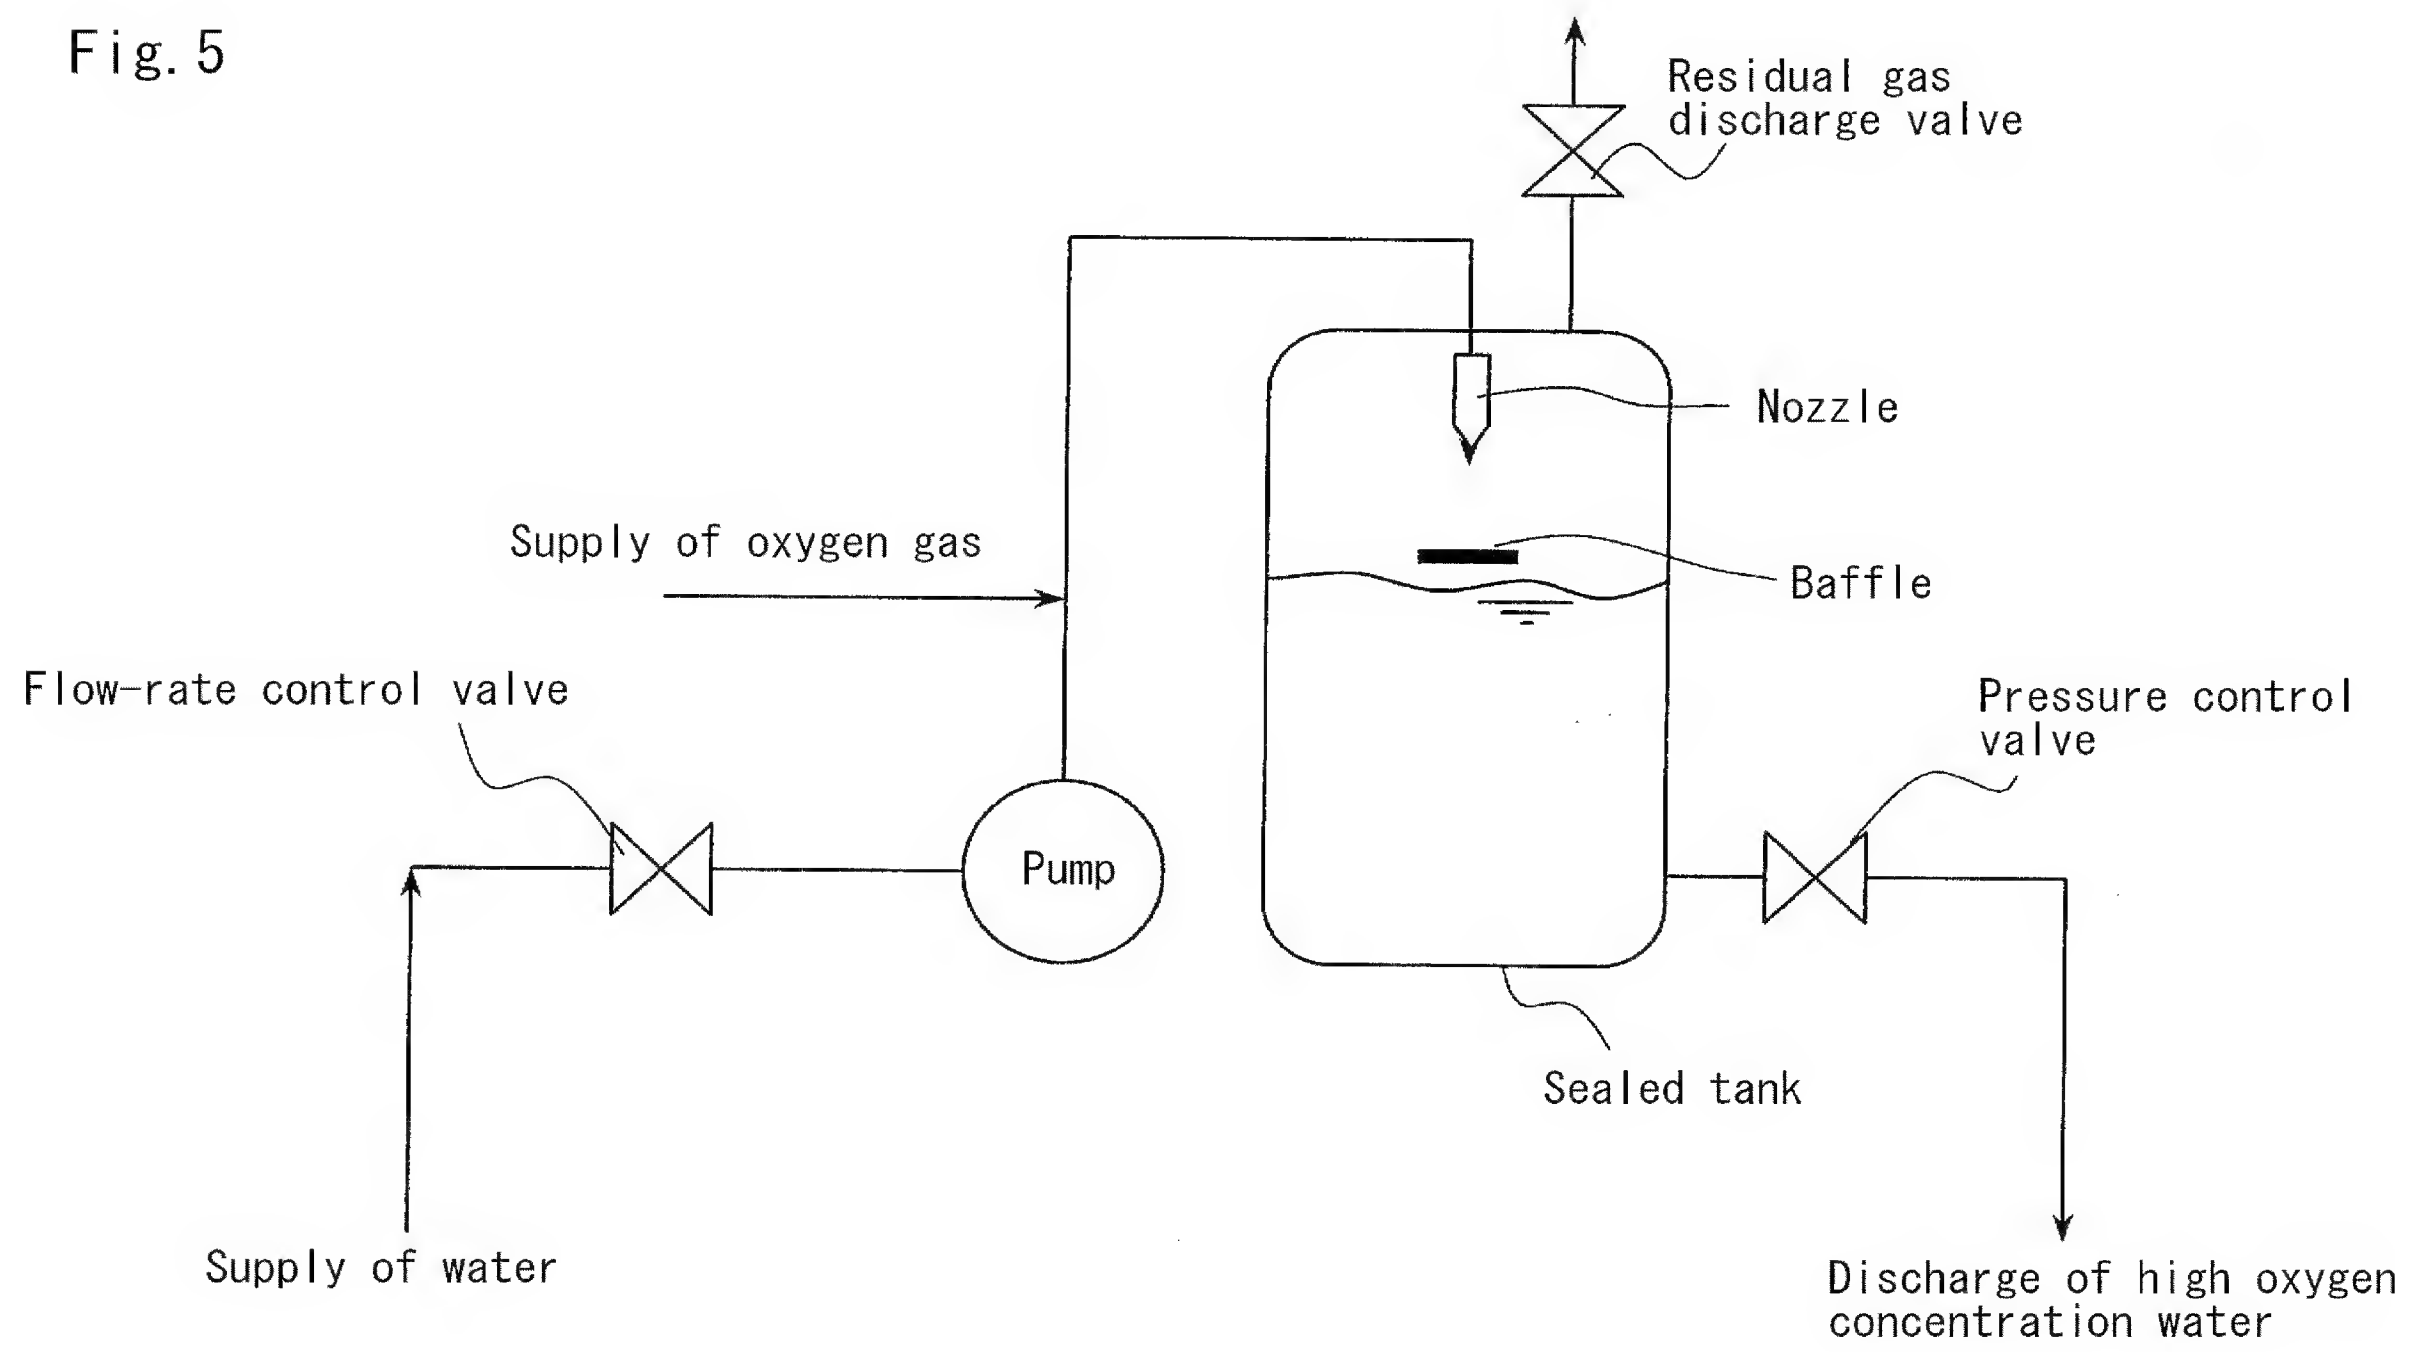 Fig. 5
Residual gas
discharge valve
Nozzle
Supply of oxygen gas
Baffle
Flow-rate control valve
Pressure control
valve
Pump
Sealed tank
Supply of water
Discharge of high oxygen
concentration water